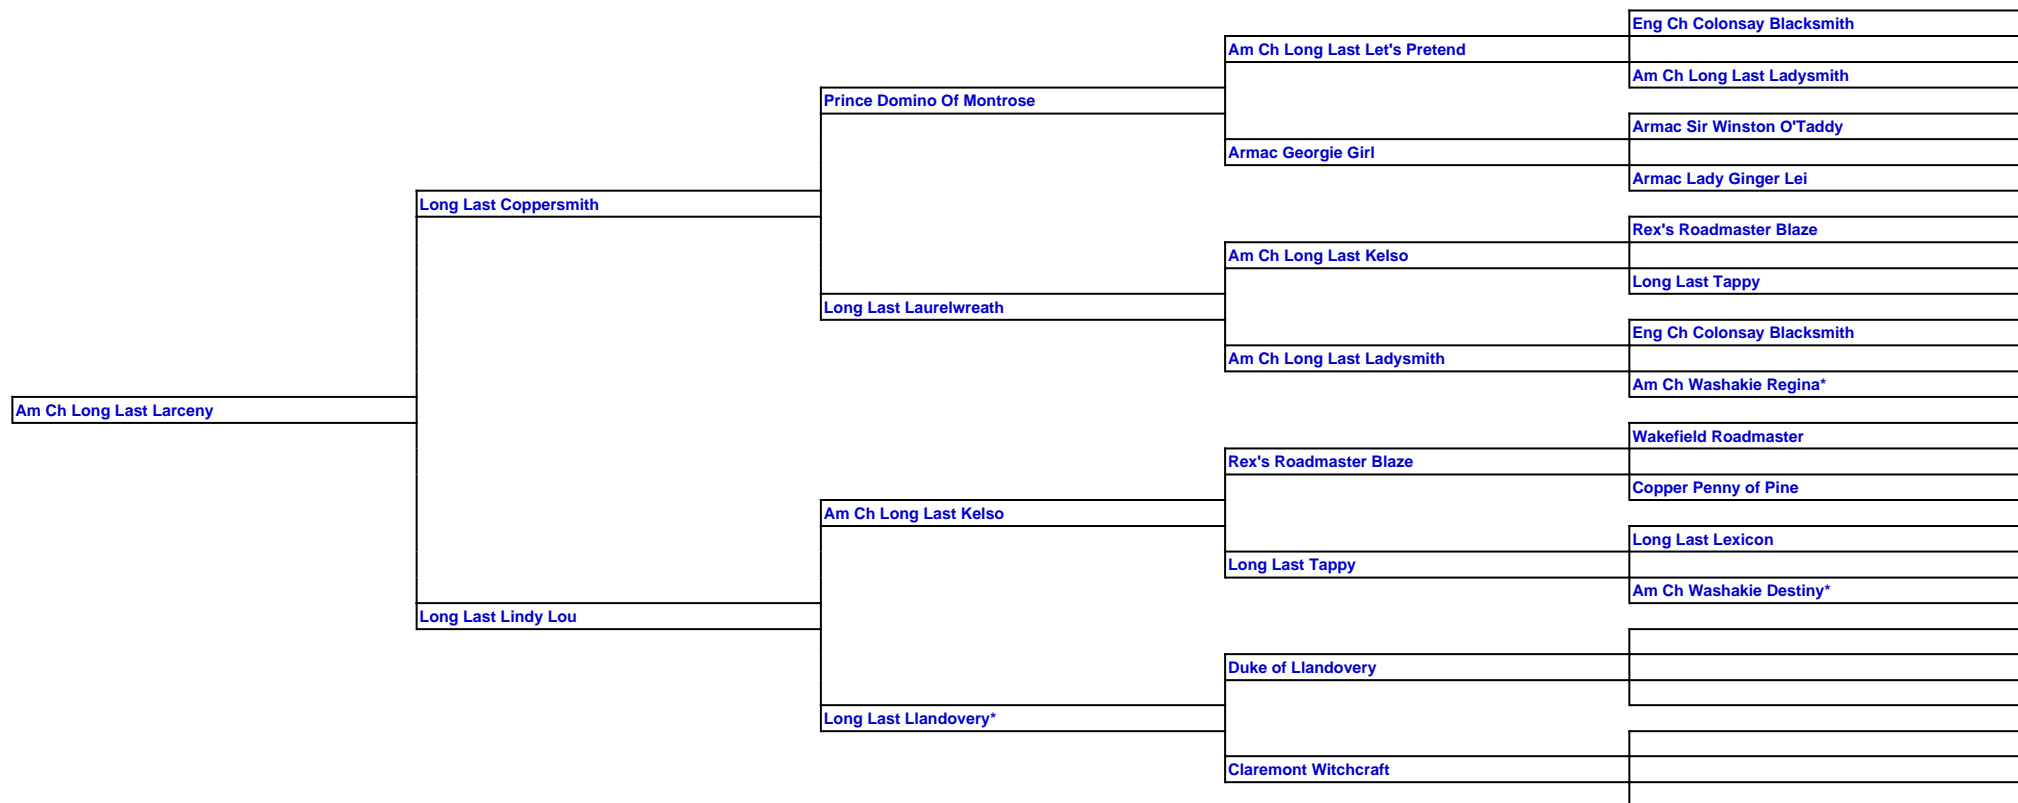 Eng Ch Colonsay Blacksmith
Am Ch Long Last Let's Pretend
Am Ch Long Last Ladysmith
Prince Domino Of Montrose
Armac Sir Winston O'Taddy
Armac Georgie Girl
Armac Lady Ginger Lei
Long Last Coppersmith
Rex's Roadmaster Blaze
Am Ch Long Last Kelso
Long Last Tappy
Long Last Laurelwreath
Eng Ch Colonsay Blacksmith
Am Ch Long Last Ladysmith
Am Ch Washakie Regina*
Am Ch Long Last Larceny
Wakefield Roadmaster
Rex's Roadmaster Blaze
Copper Penny of Pine
Am Ch Long Last Kelso
Long Last Lexicon
Long Last Tappy
Am Ch Washakie Destiny*
Long Last Lindy Lou
Duke of Llandovery
Long Last Llandovery*
Claremont Witchcraft